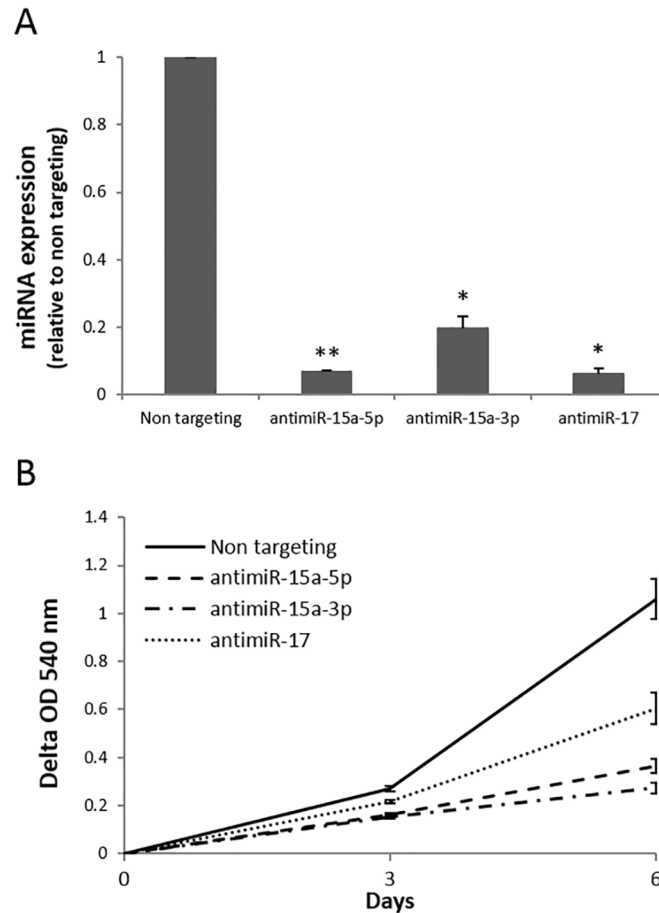 A
miRNA expression
(relative to non targeting)
1
0.8
0.6
0.4
0.2
0
**
*
*
Non targeting
antimiR-15a-5p
antimiR-15a-3p
antimiR-17
B
Delta OD 540 nm
1.4
1.2
1
0.8
0.6
0.4
0.2
0
Non targeting
antimiR-15a-5p
antimiR-15a-3p
antimiR-17
0
3
6
Days